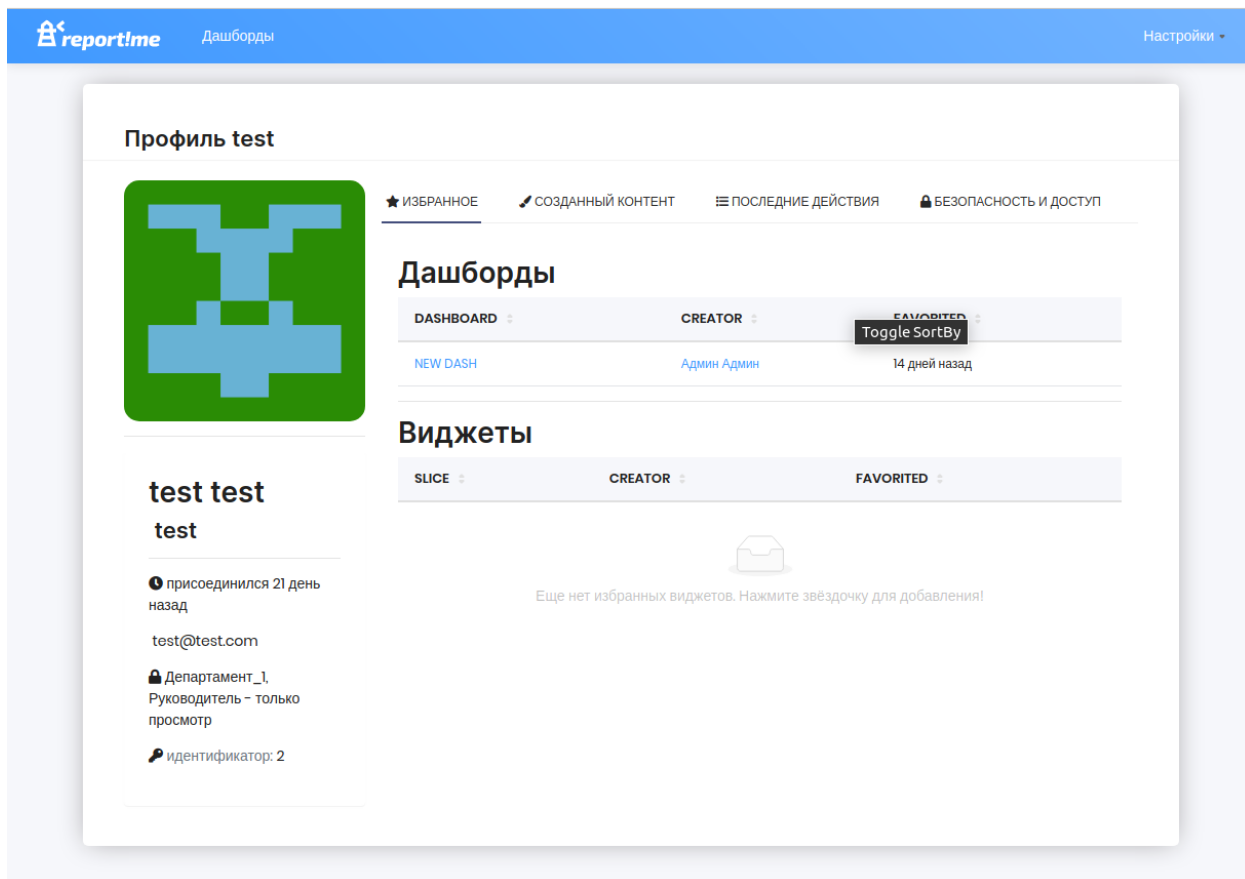 report!me
Дашборды
Настройки
Профиль test
ИЗБРАННОЕ
СОЗДАННЫЙ КОНТЕНТ
ПОСЛЕДНИЕ ДЕЙСТВИЯ
БЕЗОПАСНОСТЬ И ДОСТУП
Дашборды
DASHBOARD
CREATOR
FAVORITED
Toggle SortBy
NEW DASH
Админ Админ
14 дней назад
Виджеты
SLICE
CREATOR
FAVORITED
Еще нет избранных виджетов. Нажмите звёздочку для добавления!
test test
test
присоединился 21 день
назад
test@test.com
Департамент_1,
Руководитель - только
просмотр
идентификатор: 2